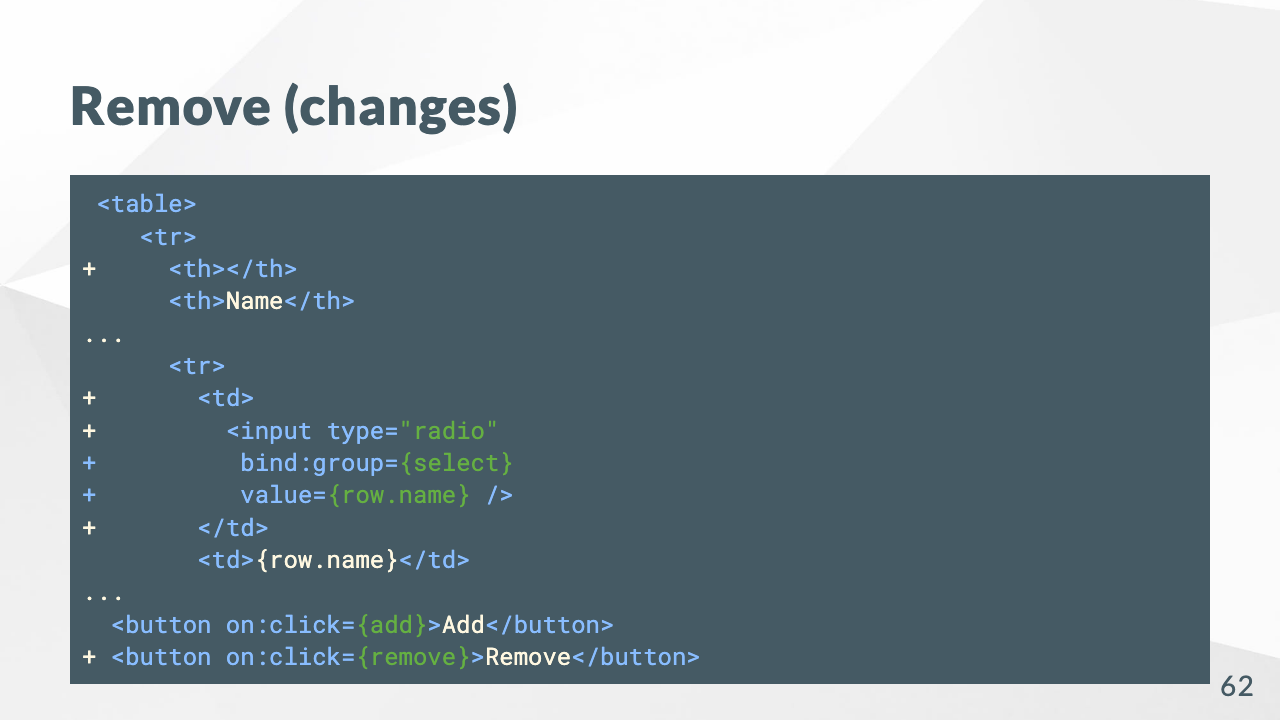 Remove (changes)
 <table>
    <tr>
+     <th></th>
      <th>Name</th>
...
      <tr>
+       <td>
+         <input type="radio"
+          bind:group={select}
+          value={row.name} />
+       </td>
        <td>{row.name}</td>
...
  <button on:click={add}>Add</button>
+ <button on:click={remove}>Remove</button>
62